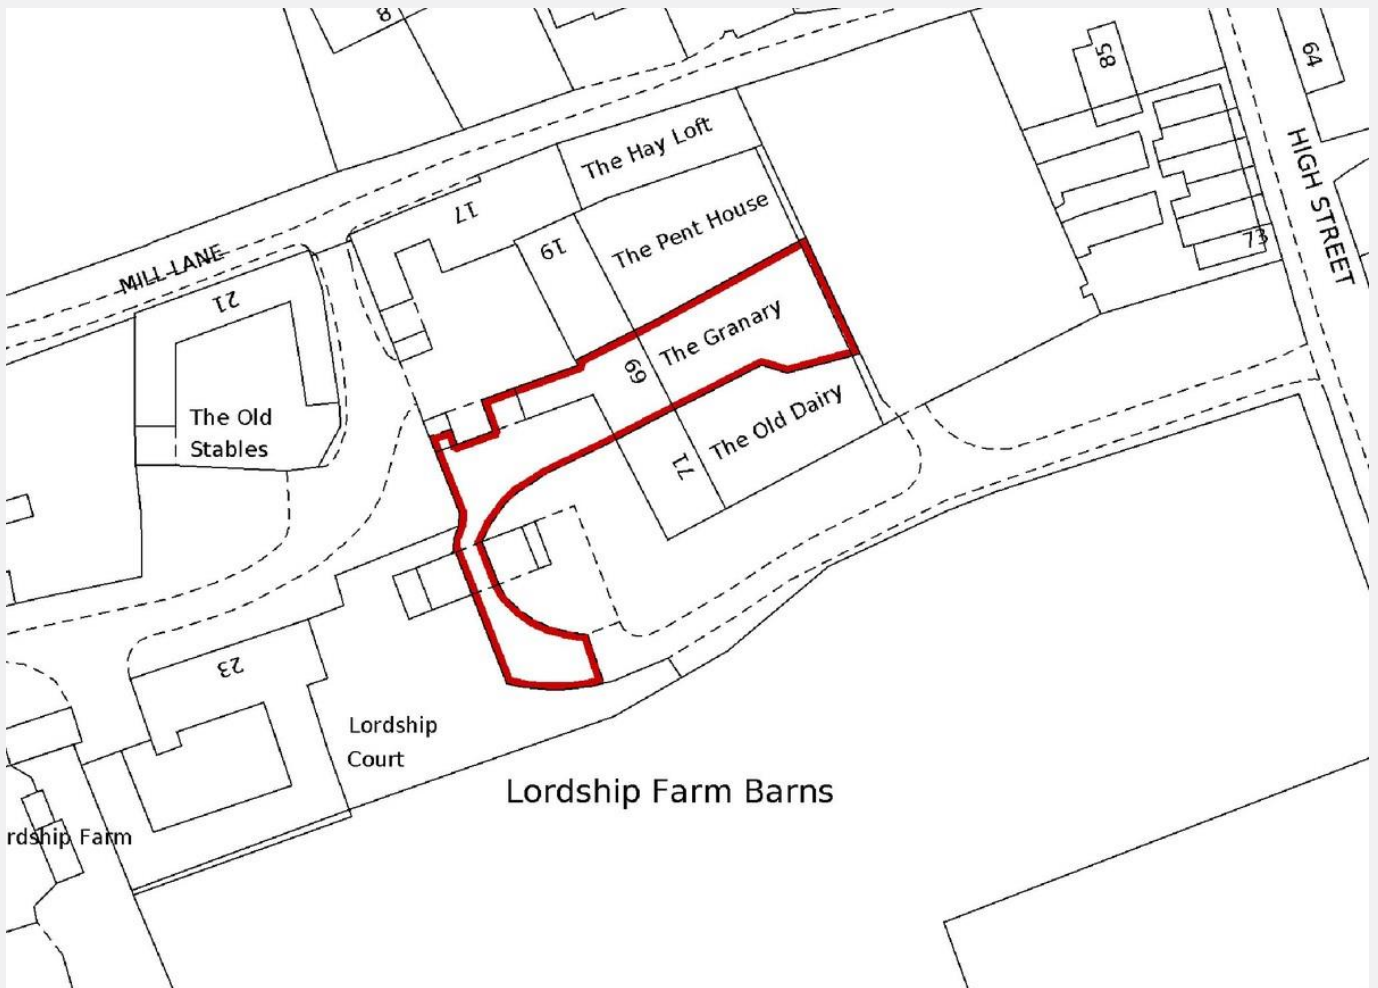 8
85
64
HIGH STREET
The Hay Loft
17
The Pent House
19
73
MILL LANE
21
The Granary
69
The Old
Stables
The Old Dairy
71
23
Lordship
Court
Lordship Farm Barns
rdship Farm